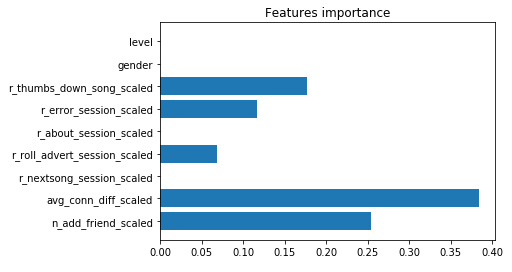 Features importance
level
gender
r_thumbs_down_song_scaled
r_error_session_scaled
r_about_session_scaled
r_roll_advert_session_scaled
r_nextsong_session_scaled
avg_conn_diff_scaled
n_add_friend_scaled
0.00 0.05 0.10 0.15 0.20 0.25 0.30 0.35 0.40